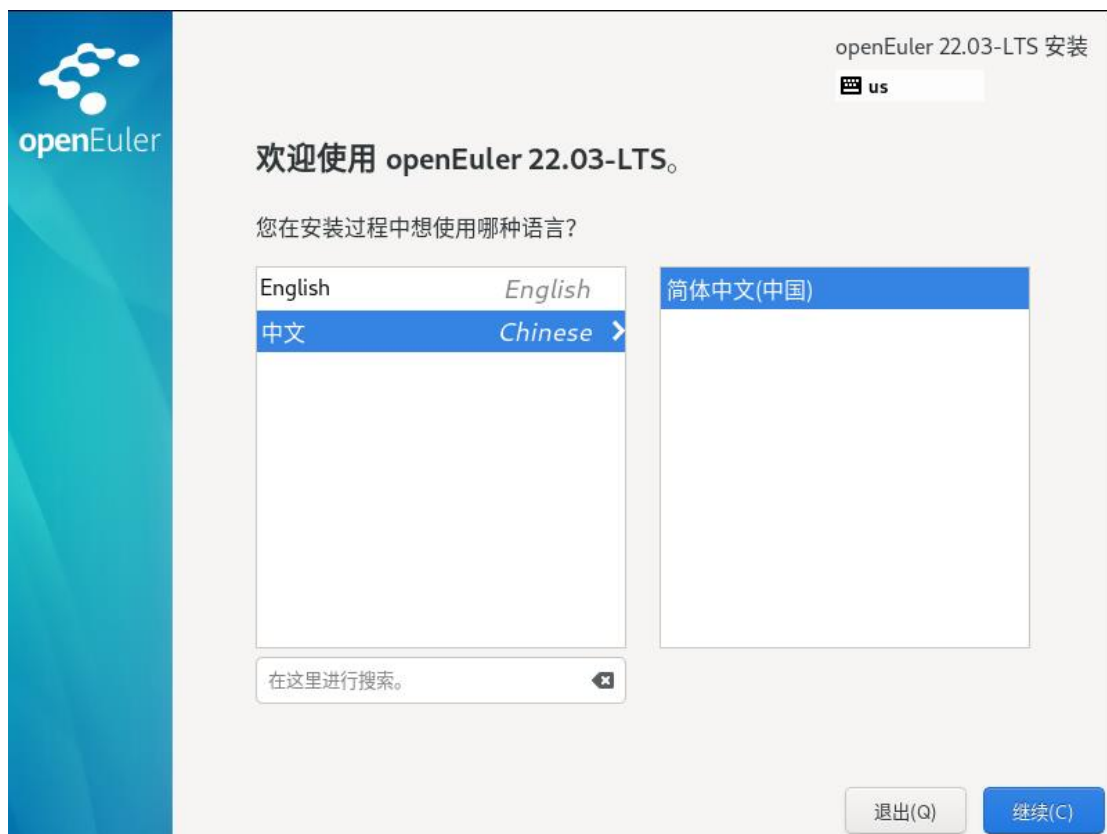 openEuler
openEuler 22.03-LTS 安装
us
欢迎使用 openEuler 22.03-LTS。
您在安装过程中想使用哪种语言？
English English
中文 Chinese
简体中文(中国)
在这里进行搜索。
退出(Q) 继续(C)